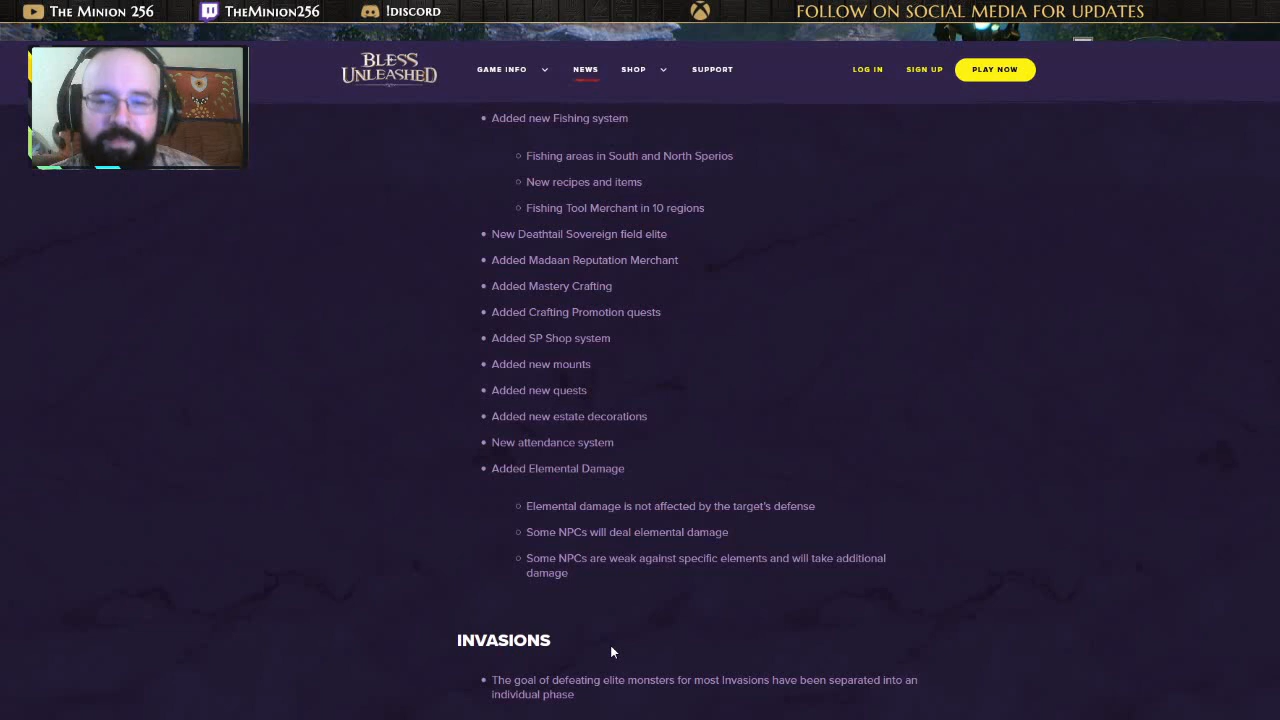 The Minion 256
TheMinion256
!DISCORD
FOLLOW ON SOCIAL MEDIA FOR UPDATES
BLESS
UNLEASHED
GAME INFO
NEWS
SHOP
SUPPORT
LOG IN
SIGN UP
PLAY NOW
Added new Fishing system
Fishing areas in South and North Sperios
New recipes and items
Fishing Tool Merchant in 10 regions
New Deathtail Sovereign field elite
Added Madaan Reputation Merchant
Added Mastery Crafting
Added Crafting Promotion quests
Added SP Shop system
Added new mounts
Added new quests
Added new estate decorations
New attendance system
Added Elemental Damage
Elemental damage is not affected by the target's defense
Some NPCs will deal elemental damage
Some NPCs are weak against specific elements and will take additional
damage
INVASIONS
The goal of defeating elite monsters for most Invasions have been separated into an
individual phase